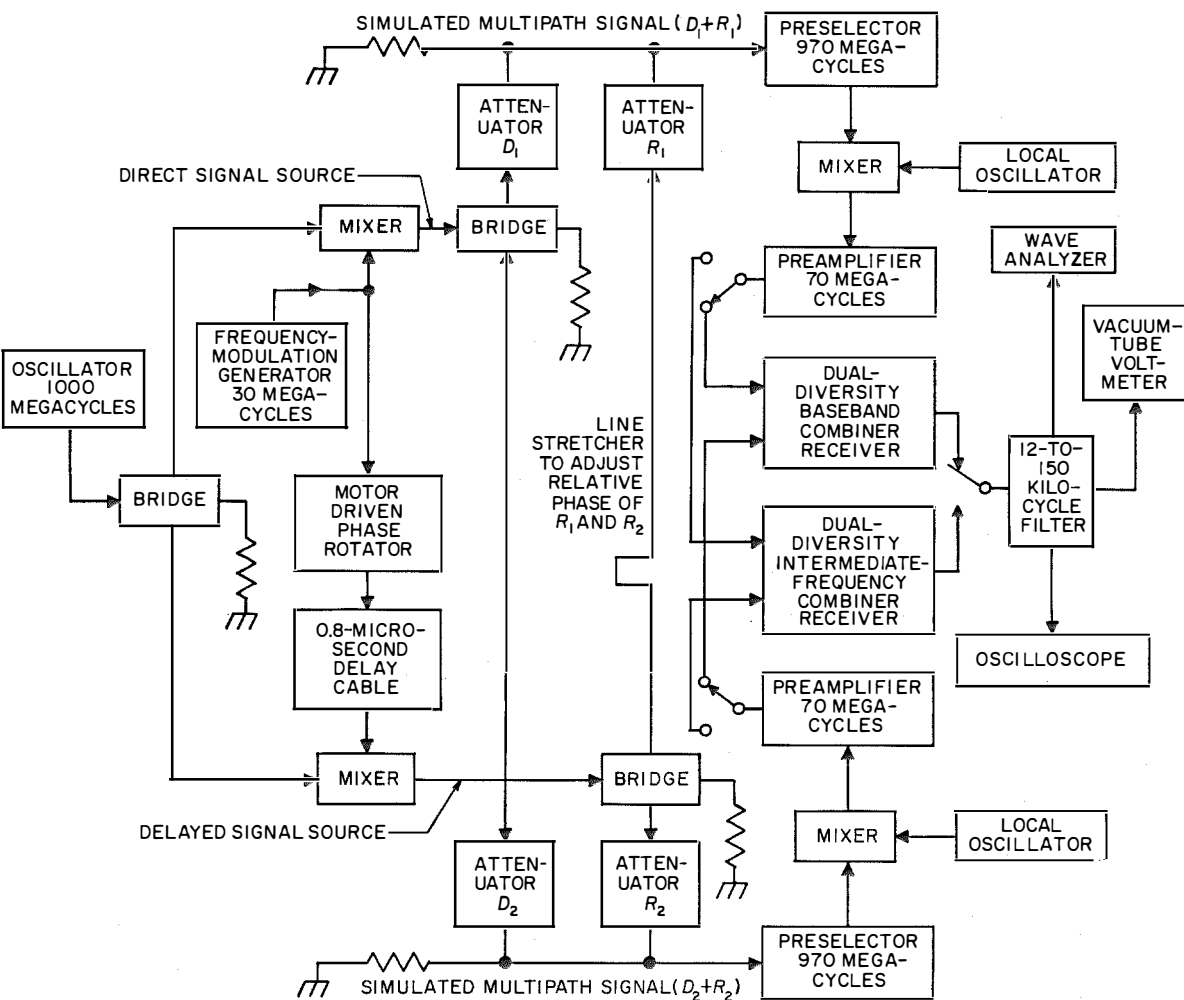 SIMULATED MULTIPATH SIGNAL (D₁+R₁)
PRESELECTOR
970 MEGA-
CYCLES
ATTEN-
UATOR
D₁
ATTEN-
UATOR
R₁
MIXER
LOCAL
OSCILLATOR
DIRECT SIGNAL SOURCE
MIXER
BRIDGE
WAVE
ANALYZER
PREAMPLIFIER
70 MEGA-
CYCLES
FREQUENCY-
MODULATION
GENERATOR
30 MEGA-
CYCLES
VACUUM-
TUBE
VOLT-
METER
OSCILLATOR
1000
MEGACYCLES
DUAL-
DIVERSITY
BASEBAND
COMBINER
RECEIVER
LINE
STRETCHER
TO ADJUST
RELATIVE
PHASE OF
R₁ AND R₂
12-TO-
150
KILO-
CYCLE
FILTER
BRIDGE
MOTOR
DRIVEN
PHASE
ROTATOR
DUAL-
DIVERSITY
INTERMEDIATE-
FREQUENCY
COMBINER
RECEIVER
0.8-MICRO-
SECOND
DELAY
CABLE
OSCILLOSCOPE
PREAMPLIFIER
70 MEGA-
CYCLES
MIXER
BRIDGE
DELAYED SIGNAL SOURCE
MIXER
LOCAL
OSCILLATOR
ATTEN-
UATOR
D₂
ATTEN-
UATOR
R₂
PRESELECTOR
970 MEGA-
CYCLES
SIMULATED MULTIPATH SIGNAL (D₂+R₂)